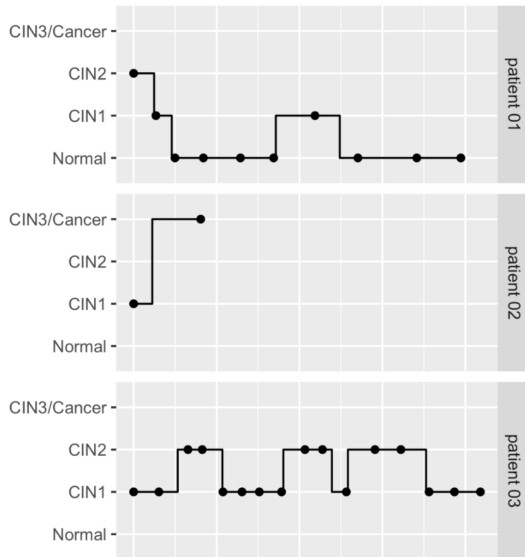 CIN3/Cancer
CIN2
CIN1
Normal
patient 01
CIN3/Cancer
CIN2
CIN1
Normal
patient 02
CIN3/Cancer
CIN2
CIN1
Normal
patient 03